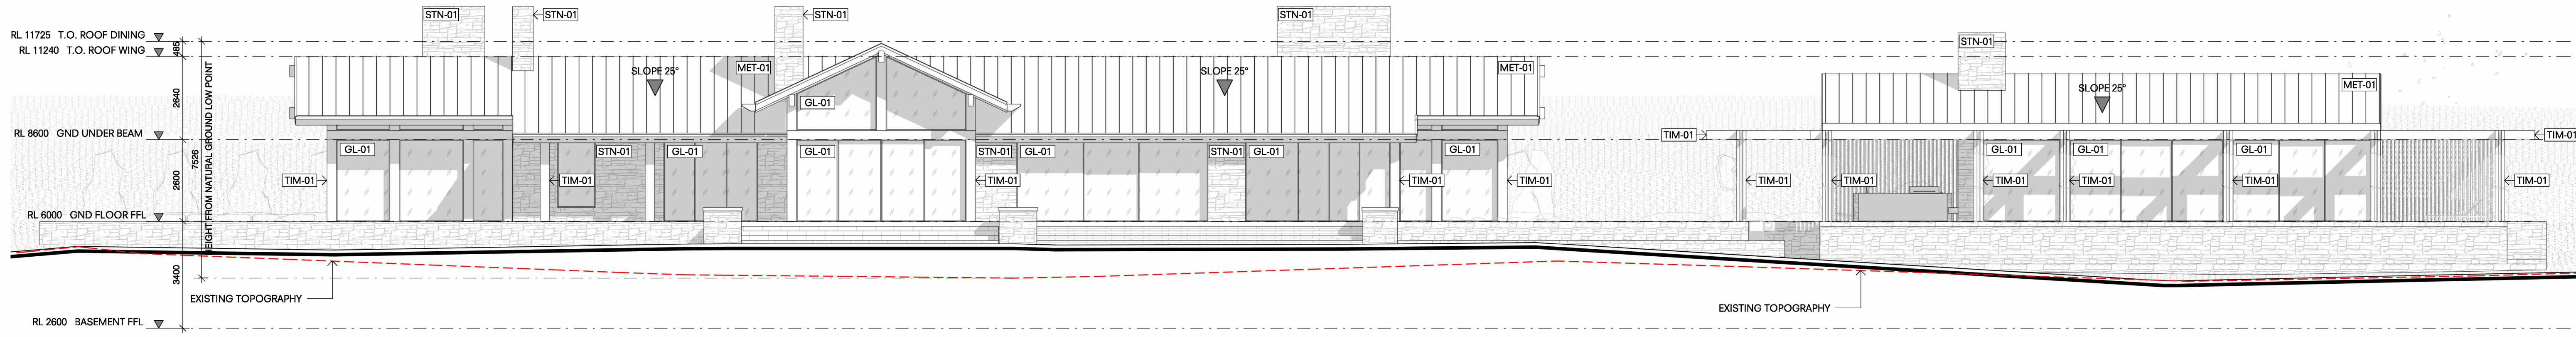 STN-01
STN-01
STN-01
STN-01
STN-01
RL 11725 T.O. ROOF DINING
RL 11240 T.O. ROOF WING
485
MET-01
SLOPE 25°
SLOPE 25°
MET-01
SLOPE 25°
MET-01
2640
GL-01
RL 8600 GND UNDER BEAM
TIM-01
TIM-01
7526
HEIGHT FROM NATURAL GROUND LOW POINT
GL-01
STN-01
GL-01
GL-01
STN-01
GL-01
STN-01
GL-01
GL-01
GL-01
GL-01
GL-01
2600
TIM-01
TIM-01
TIM-01
TIM-01
TIM-01
TIM-01
TIM-01
TIM-01
TIM-01
TIM-01
TIM-01
RL 6000 GND FLOOR FFL
3400
EXISTING TOPOGRAPHY
EXISTING TOPOGRAPHY
RL 2600 BASEMENT FFL